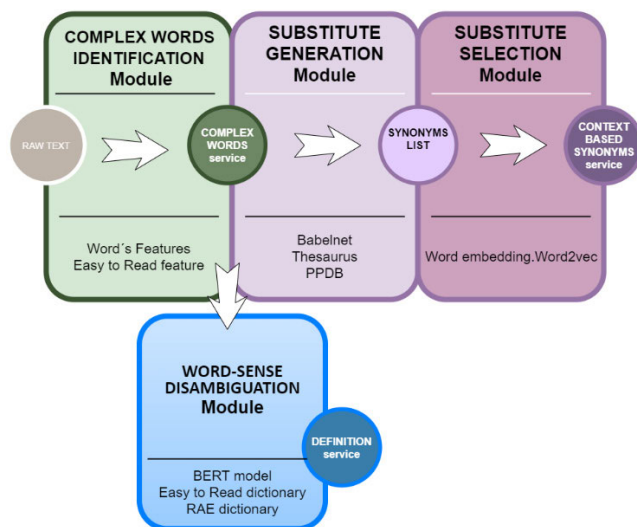 COMPLEX WORDS
IDENTIFICATION
Module
RAW TEXT
COMPLEX
WORDS
service
Word´s Features
Easy to Read feature
SUBSTITUTE
GENERATION
Module
SYNONYMS
LIST
Babelnet
Thesaurus
PPDB
SUBSTITUTE
SELECTION
Module
CONTEXT
BASED
SYNONYMS
service
Word embedding.Word2vec
WORD-SENSE
DISAMBIGUATION
Module
DEFINITION
service
BERT model
Easy to Read dictionary
RAE dictionary